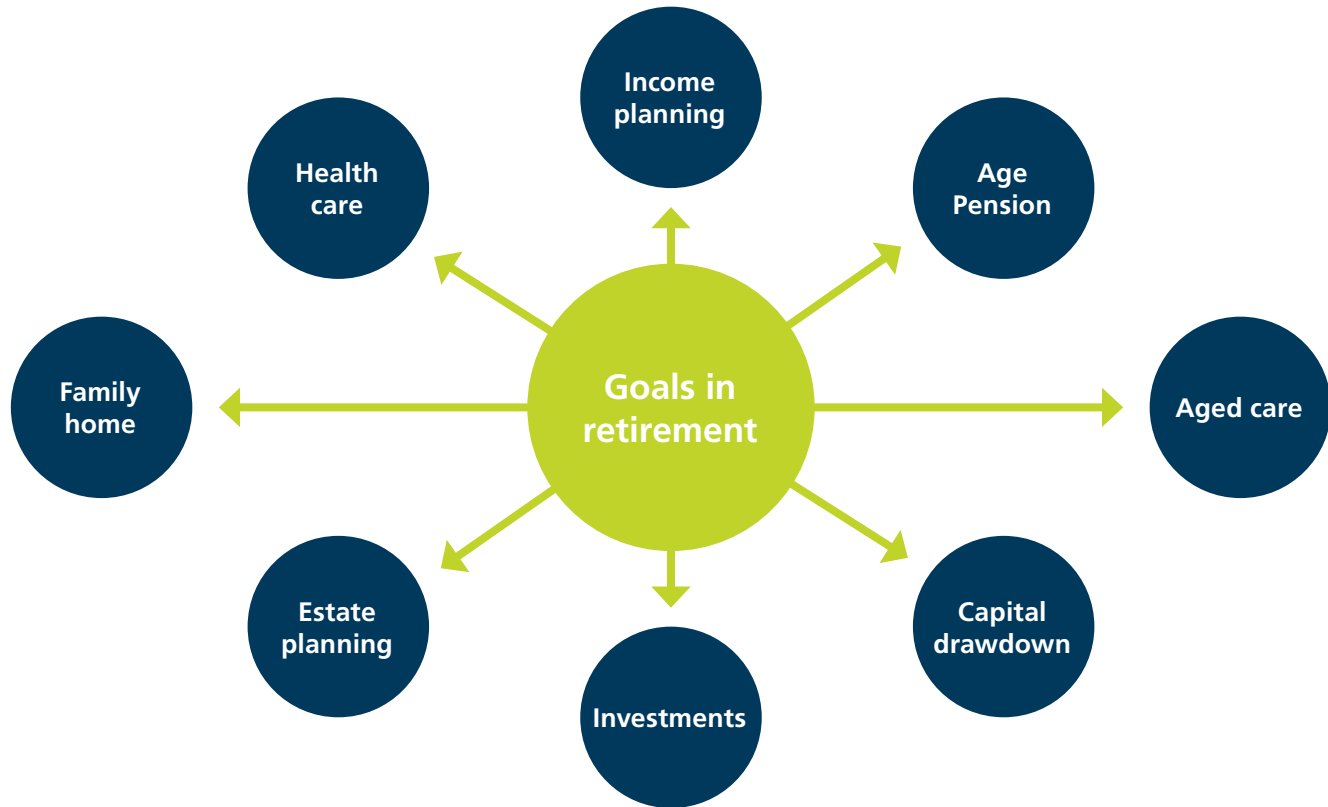 Income
planning
Health
care
Age
Pension
Goals in
retirement
Family
home
Aged care
Estate
planning
Capital
drawdown
Investments